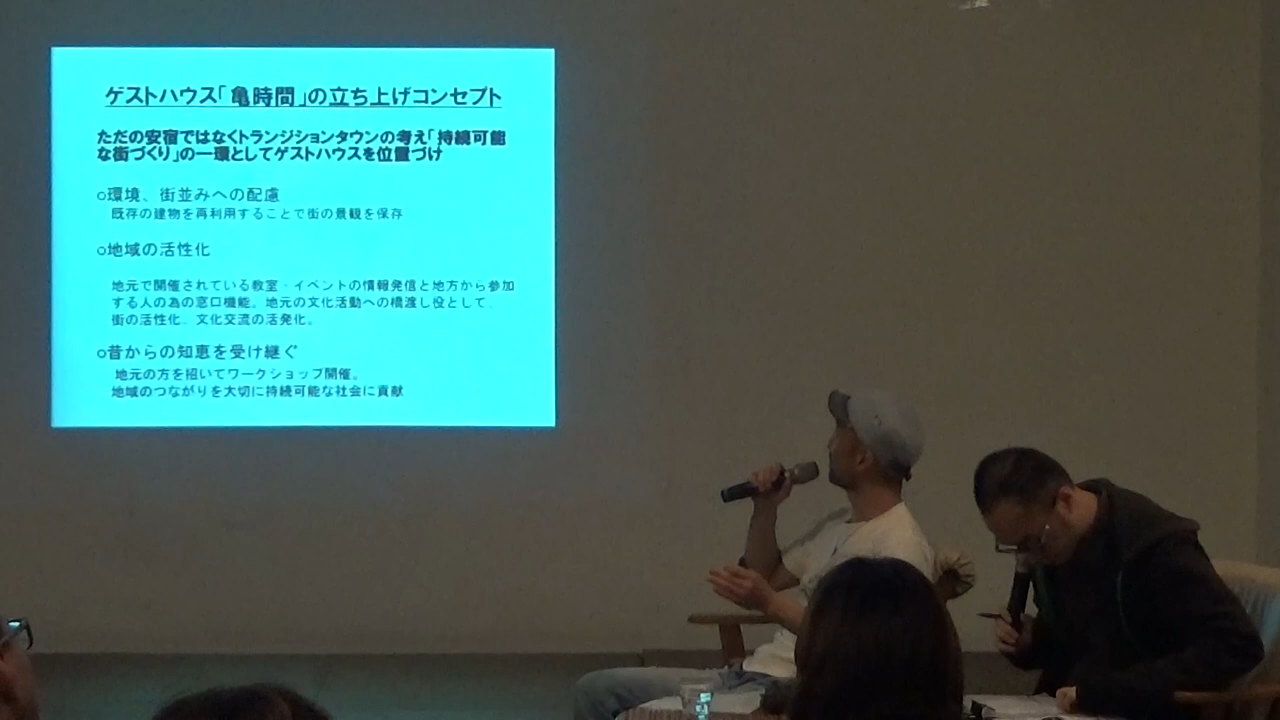 ゲストハウス「亀時間」の立ち上げコンセプト
ただの安宿ではなくトランジションタウンの考え「持続可能
な街づくり」の一環としてゲストハウスを位置づけ
○環境、街並みへの配慮
既存の建物を再利用することで街の景観を保存
○地域の活性化
地元で開催されている教室・イベントの情報発信と地方から参加
する人の為の窓口機能。地元の文化活動への橋渡し役として、
街の活性化、文化交流の活発化。
○昔からの知恵を受け継ぐ
地元の方を招いてワークショップ開催。
地域のつながりを大切に持続可能な社会に貢献